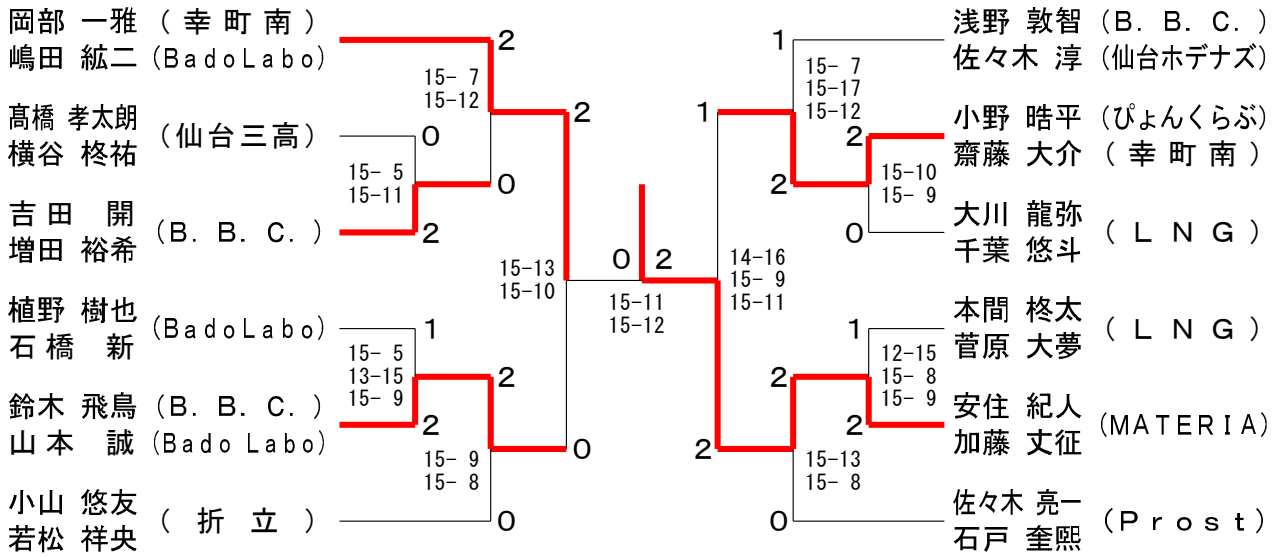 岡部 一雅 (幸町南)
嶋田 紘二 (BadoLabo)
2
15- 7
15-12
髙橋 孝太朗
横谷 柊祐
(仙台三高)
0
15- 5
15-11
0
吉田 開
増田 裕希
(B. B. C.)
2
2
15-13
15-10
植野 樹也
石橋 新
(BadoLabo)
1
15- 5
13-15
15- 9
2
鈴木 飛鳥 (B. B. C.)
山本 誠 (Bado Labo)
2
15- 9
15- 8
0
小山 悠友
若松 祥央
(折立)
0
0 2
15-11
15-12
浅野 敦智 (B. B. C.)
佐々木 淳 (仙台ホデナズ)
1
15- 7
15-17
15-12
1
小野 晧平 (ぴょんくらぶ)
齋藤 大介 (幸町南)
2
15-10
15- 9
2
大川 龍弥
千葉 悠斗
(LNG)
0
14-16
15- 9
15-11
本間 柊太
菅原 大夢
(LNG)
1
12-15
15- 8
15- 9
2
安住 紀人
加藤 丈征
(MATERIA)
2
2
15-13
15- 8
佐々木 亮一
石戸 奎熙
(Prost)
0